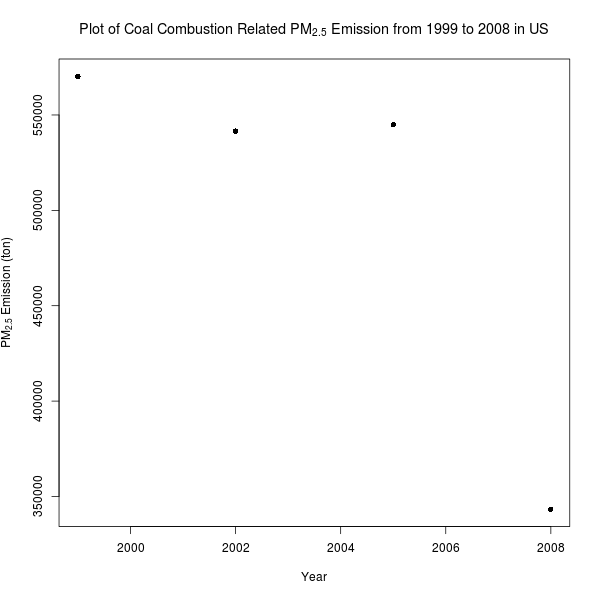 Plot of Coal Combustion Related PM2.5 Emission from 1999 to 2008 in US
PM2.5 Emission (ton)
550000
500000
450000
400000
350000
2000 2002 2004 2006 2008
Year